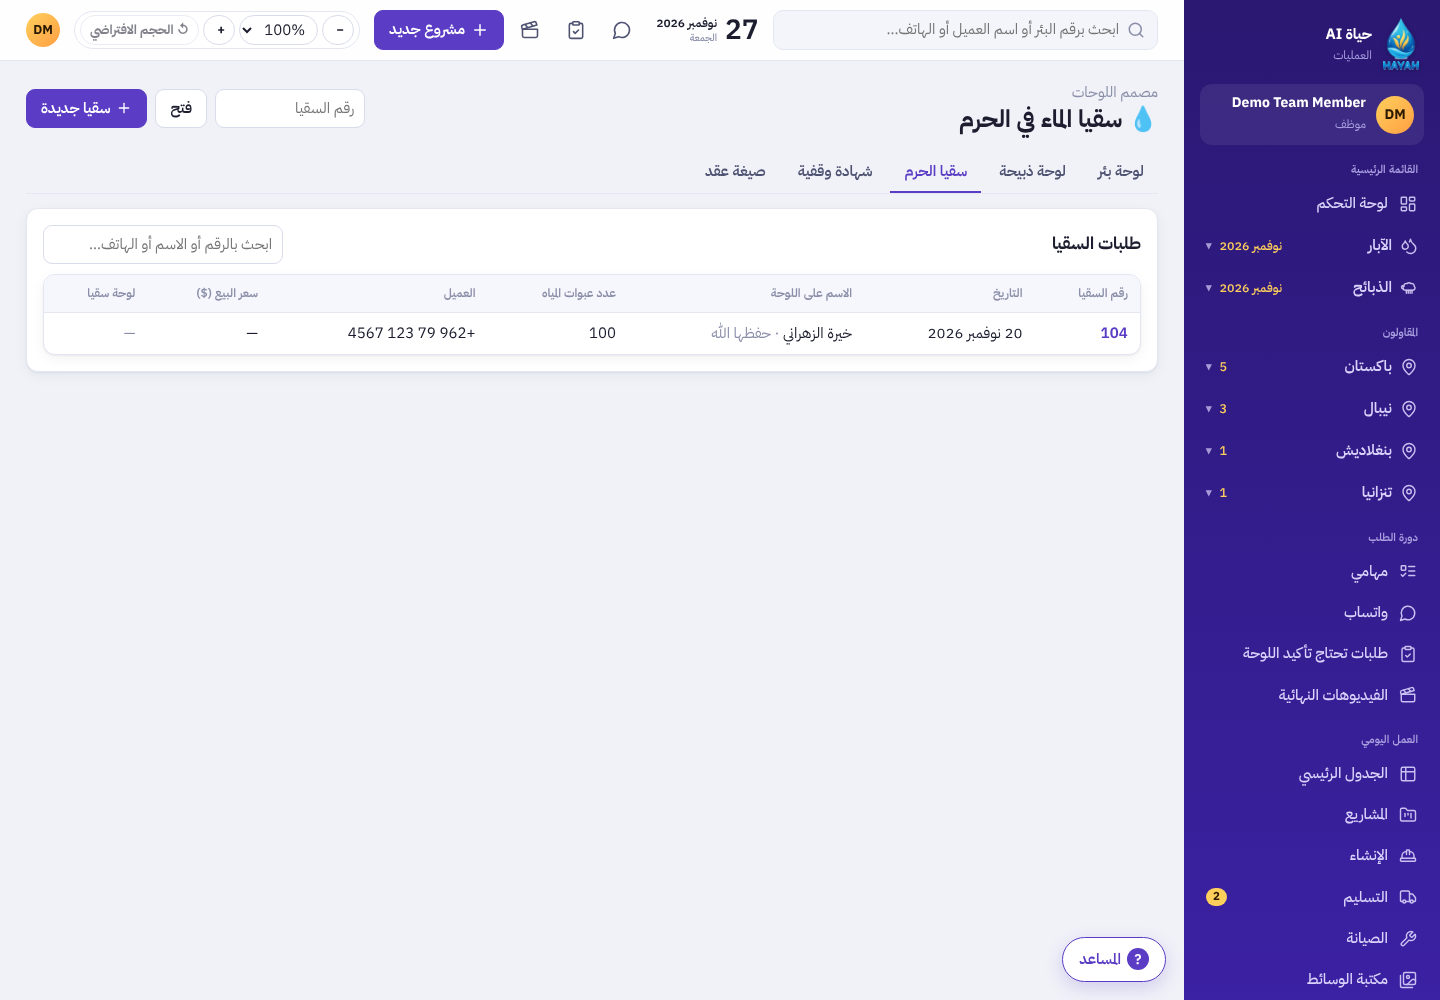 حياة AI
العمليات
HAYAH
DM
Demo Team Member
موظف
القائمة الرئيسية
لوحة التحكم
الآبار
نوفمبر 2026
▼
الذبائح
نوفمبر 2026
▼
المقاولون
باكستان
5
▼
نيبال
3
▼
بنغلاديش
1
▼
تنزانيا
1
▼
دورة الطلب
مهامي
واتساب
طلبات تحتاج تأكيد اللوحة
الفيديوهات النهائية
العمل اليومي
الجدول الرئيسي
المشاريع
الإنشاء
التسليم
2
الصيانة
مكتبة الوسائط
ابحث برقم البئر أو اسم العميل أو الهاتف...
27
نوفمبر 2026
الجمعة
+ مشروع جديد
−
100%
+
↺ الحجم الافتراضي
DM
مصمم اللوحات
💧 سقيا الماء في الحرم
رقم السقيا
فتح
+ سقيا جديدة
لوحة بئر
لوحة ذبيحة
سقيا الحرم
شهادة وقفية
صيغة عقد
طلبات السقيا
ابحث بالرقم أو الاسم أو الهاتف...
رقم السقيا
التاريخ
الاسم على اللوحة
عدد عبوات المياه
العميل
سعر البيع ($)
لوحة سقيا
104
20 نوفمبر 2026
خيرة الزهراني · حفظها الله
100
+962 79 123 4567
—
—
? المساعد